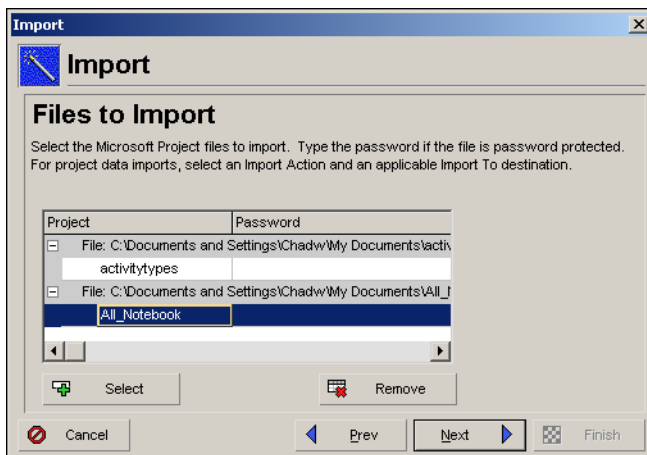 Import
Import
Files to Import
Select the Microsoft Project files to import. Type the password if the file is password protected.
For project data imports, select an Import Action and an applicable Import To destination.
Project Password
File: C:\Documents and Settings\Chadw\My Documents\activ
activitytypes
File: C:\Documents and Settings\Chadw\My Documents\All_N
All_Notebook
Select Remove
Cancel Prev Next Finish